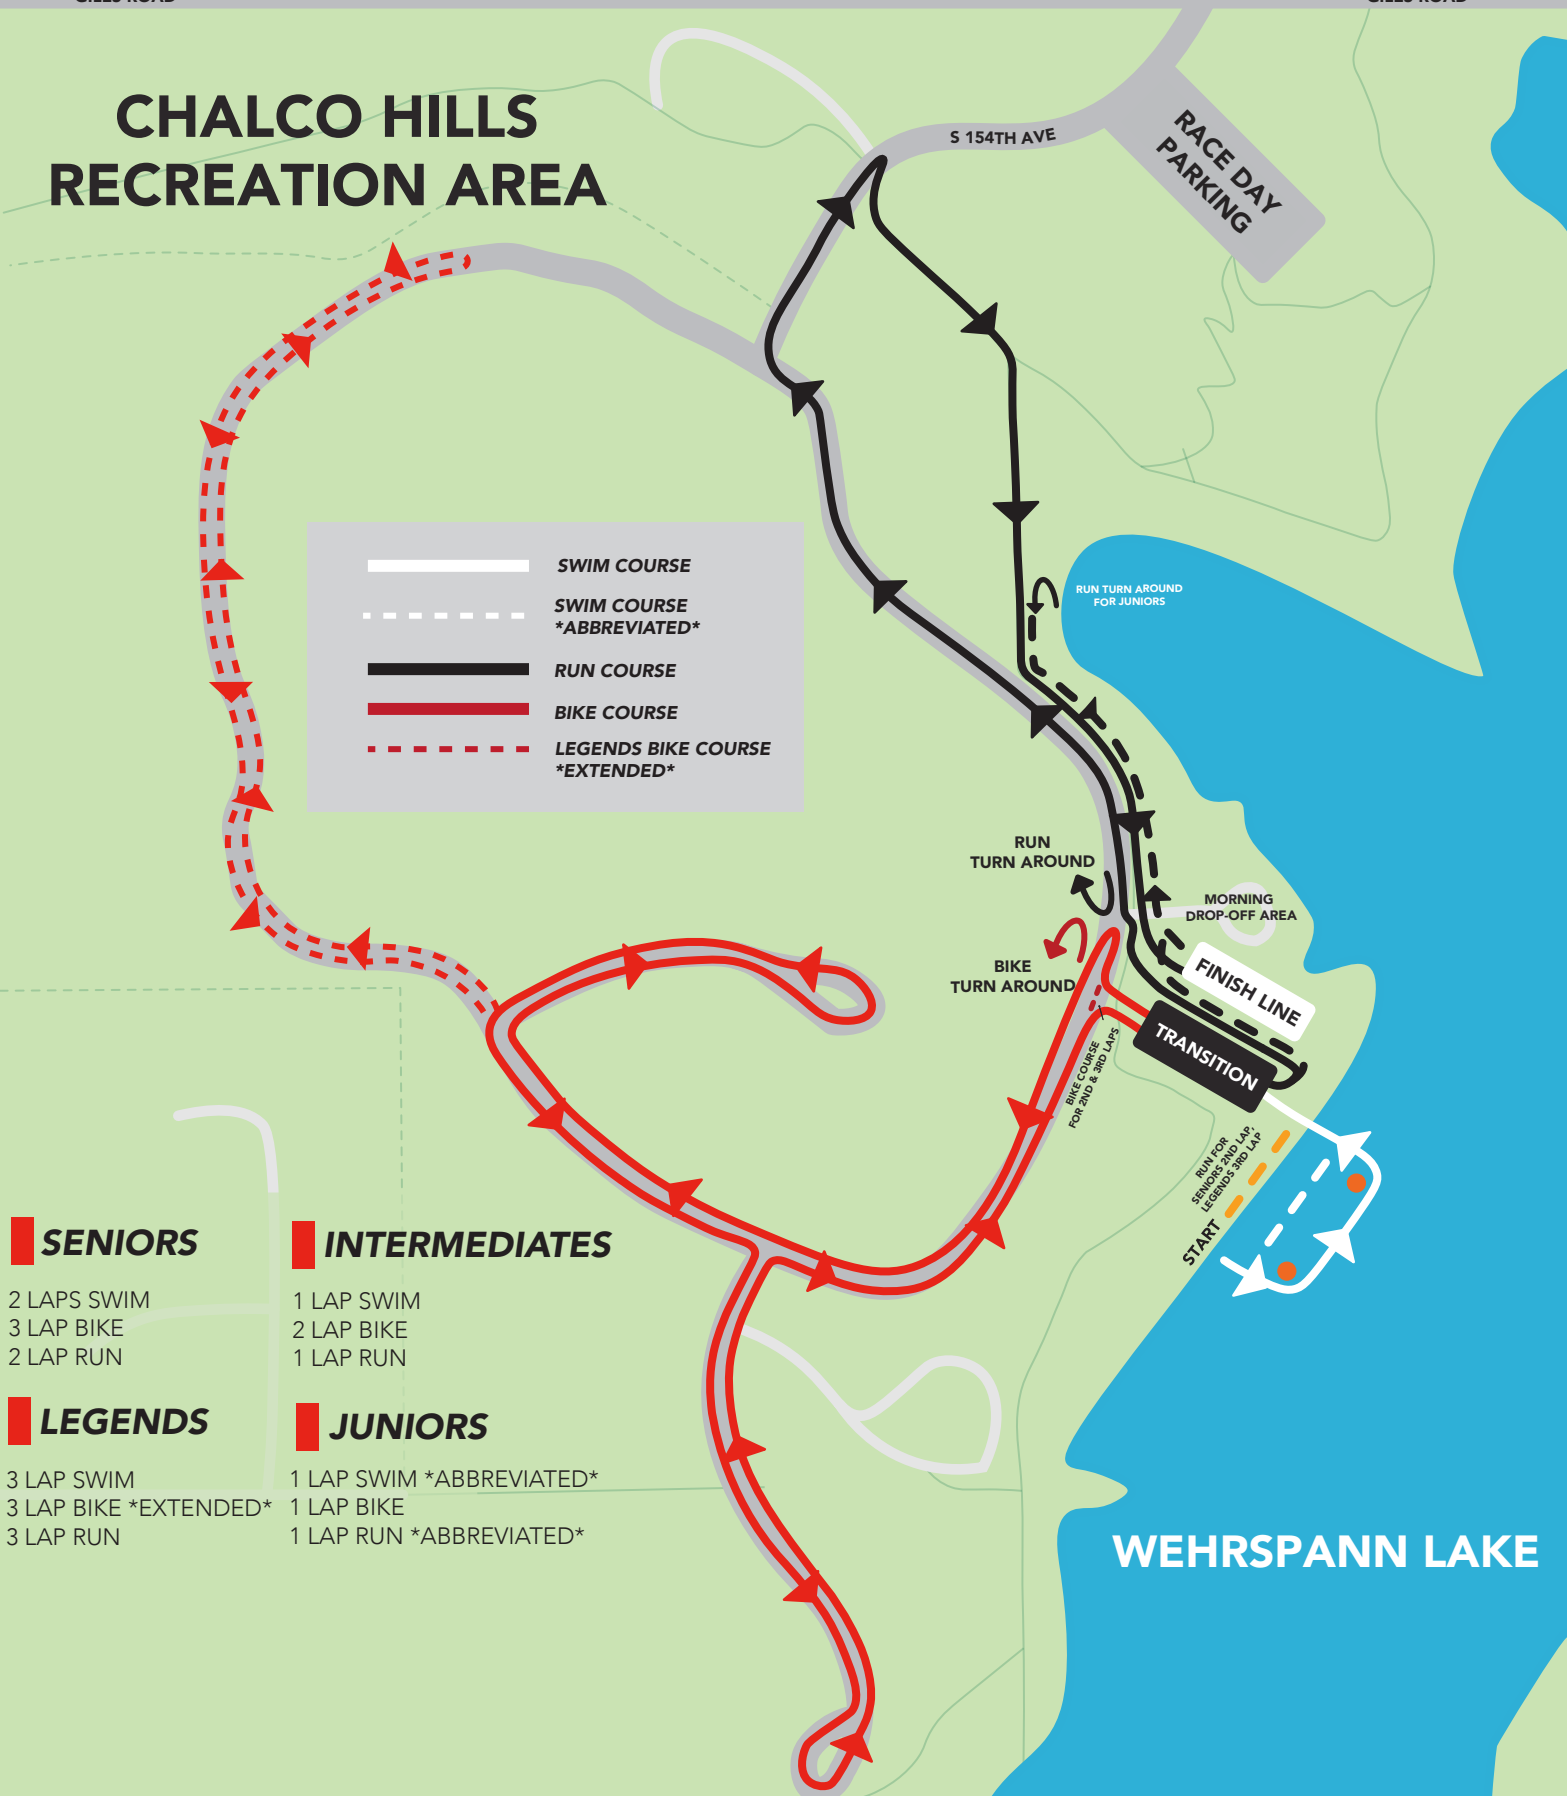 GILES ROAD
GILES ROAD
CHALCO HILLS
RECREATION AREA
S 154TH AVE
RACE DAY
PARKING
SWIM COURSE
SWIM COURSE
*ABBREVIATED*
RUN COURSE
BIKE COURSE
LEGENDS BIKE COURSE
*EXTENDED*
RUN TURN AROUND
FOR JUNIORS
RUN
TURN AROUND
MORNING
DROP-OFF AREA
BIKE
TURN AROUND
FINISH LINE
TRANSITION
BIKE COURSE
FOR 2ND & 3RD LAPS
RUN FOR
SENIORS 2ND LAP,
LEGENDS 3RD LAP
START
SENIORS
2 LAPS SWIM
3 LAP BIKE
2 LAP RUN
INTERMEDIATES
1 LAP SWIM
2 LAP BIKE
1 LAP RUN
LEGENDS
3 LAP SWIM
3 LAP BIKE *EXTENDED*
3 LAP RUN
JUNIORS
1 LAP SWIM *ABBREVIATED*
1 LAP BIKE
1 LAP RUN *ABBREVIATED*
WEHRSPANN LAKE